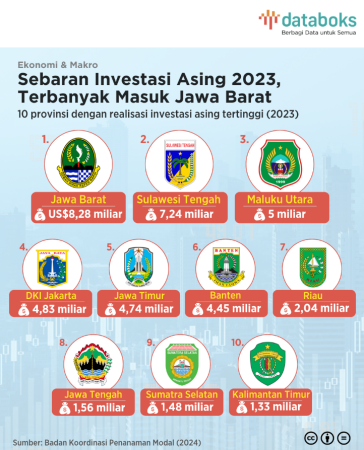 databoks
Berbagi Data untuk Semua
Ekonomi & Makro
Sebaran Investasi Asing 2023,
Terbanyak Masuk Jawa Barat
10 provinsi dengan realisasi investasi asing tertinggi (2023)
1.
Jawa Barat
US$8,28 miliar
2.
SULAWESI TENGAH
Sulawesi Tengah
7,24 miliar
3.
Maluku Utara
5 miliar
4.
JAYA RAYA
DKI Jakarta
4,83 miliar
5.
Jawa Timur
4,74 miliar
6.
BANTEN
Banten
4,45 miliar
7.
Riau
2,04 miliar
8.
Jawa Tengah
1,56 miliar
9.
SUMATERA SELATAN
Sumatra Selatan
1,48 miliar
10.
Kalimantan Timur
1,33 miliar
Sumber: Badan Koordinasi Penanaman Modal (2024)